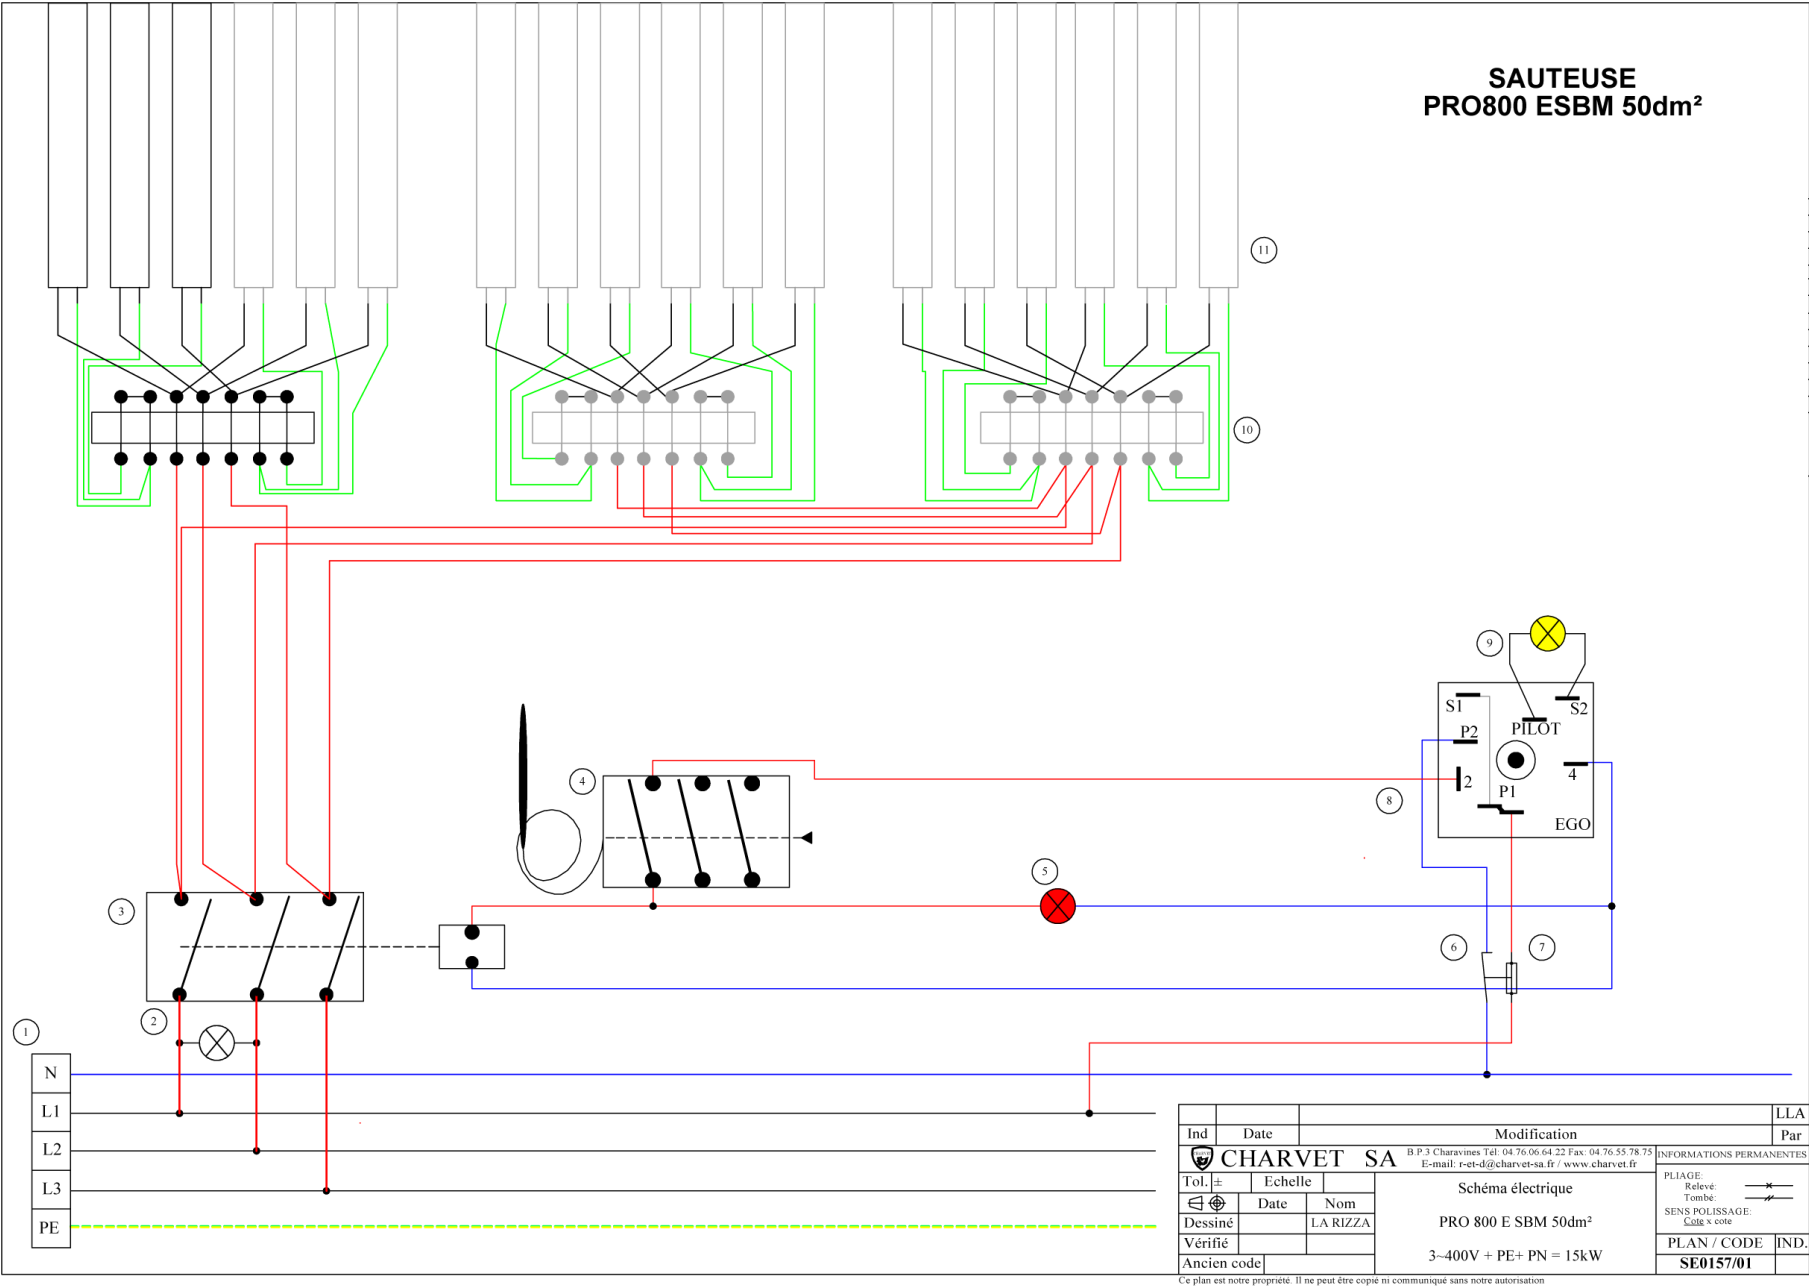 SAUTEUSE
PRO800 ESBM 50dm²
11
10
9
S1
S2
PILOT
P2
4
4
2
8
P1
EGO
5
3
6
7
2
1
N
L1
L2
L3
PE
LLA
Ind Date Modification Par
CHARVET SA
B.P.3 Charavines Tél: 04.76.06.64.22 Fax: 04.76.55.78.75
E-mail: r-et-d@charvet-sa.fr / www.charvet.fr
INFORMATIONS PERMANENTES
Tol. ± Echelle
Schéma électrique
PLIAGE:
Relevé:
Tombé:
Date Nom
SENS POLISSAGE:
Cote x cote
Dessiné LA RIZZA
PRO 800 E SBM 50dm²
Vérifié
PLAN / CODE IND.
3~400V + PE+ PN = 15kW
Ancien code
SE0157/01
Ce plan est notre propriété. Il ne peut être copié ni communiqué sans notre autorisation